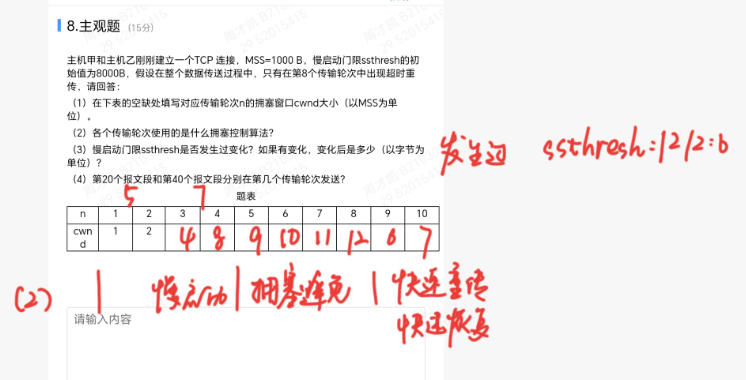 8.主观题 (15分)
主机甲和主机乙刚刚建立一个TCP 连接，MSS=1000 B，慢启动门限ssthresh的初
始值为8000B，假设在整个数据传送过程中，只有在第8个传输轮次中出现超时重
传，请回答：
（1）在下表的空缺处填写对应传输轮次n的拥塞窗口cwnd大小（以MSS为单
位）。
（2）各个传输轮次使用的是什么拥塞控制算法？
（3）慢启动门限ssthresh是否发生过变化？如果有变化，变化后是多少（以字节为
单位）？
发生过 ssthresh:12/2:6
（4）第20个报文段和第40个报文段分别在第几个传输轮次发送？
5 7
题表
n 1 2 3 4 5 6 7 8 9 10
cwn
d 1 2 4 8 9 10 11 12 6 7
(2) | 慢启动 | 拥塞避免 | 快速重传
快速恢复
请输入内容